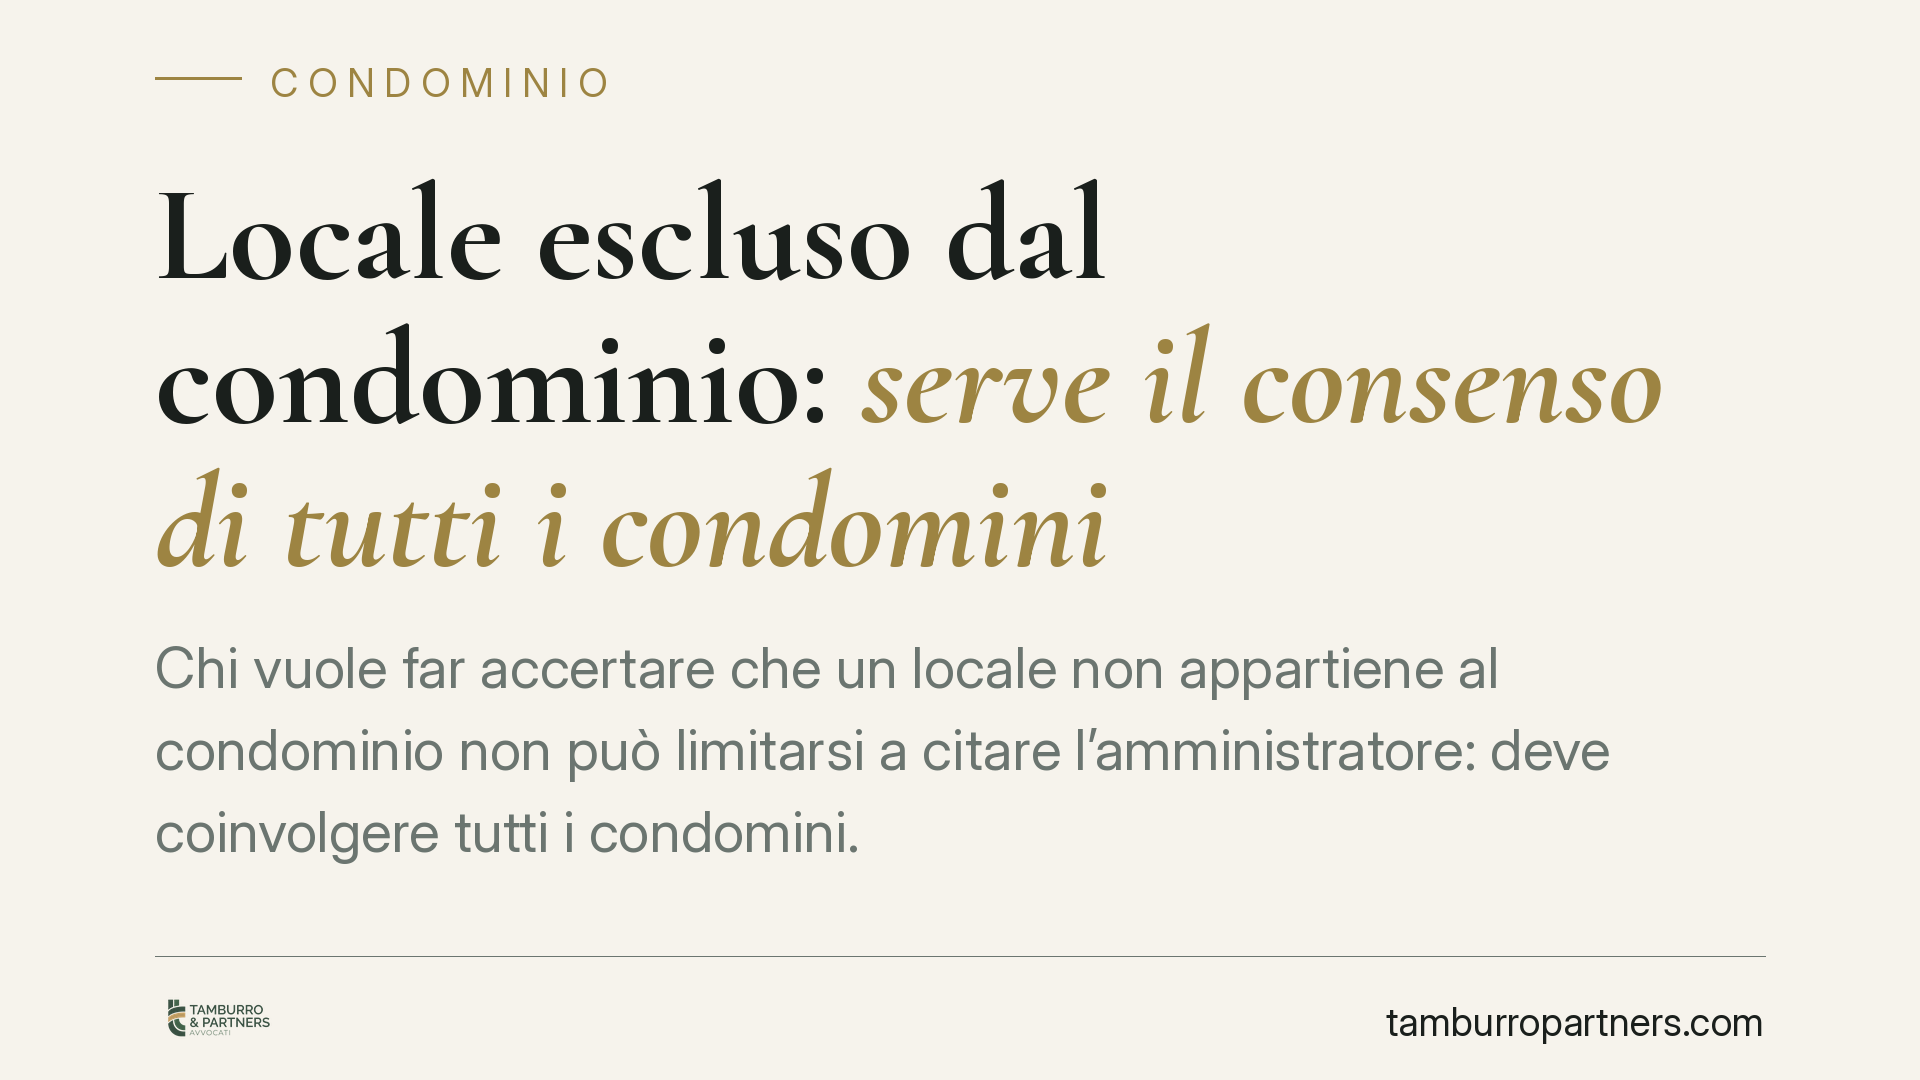 CONDOMINIO
Locale escluso dal
condominio: serve il consenso
di tutti i condomini
Chi vuole far accertare che un locale non appartiene al
condominio non può limitarsi a citare l’amministratore: deve
coinvolgere tutti i condomini.
TAMBURRO
& PARTNERS
AVVOCATI
tamburropartners.com